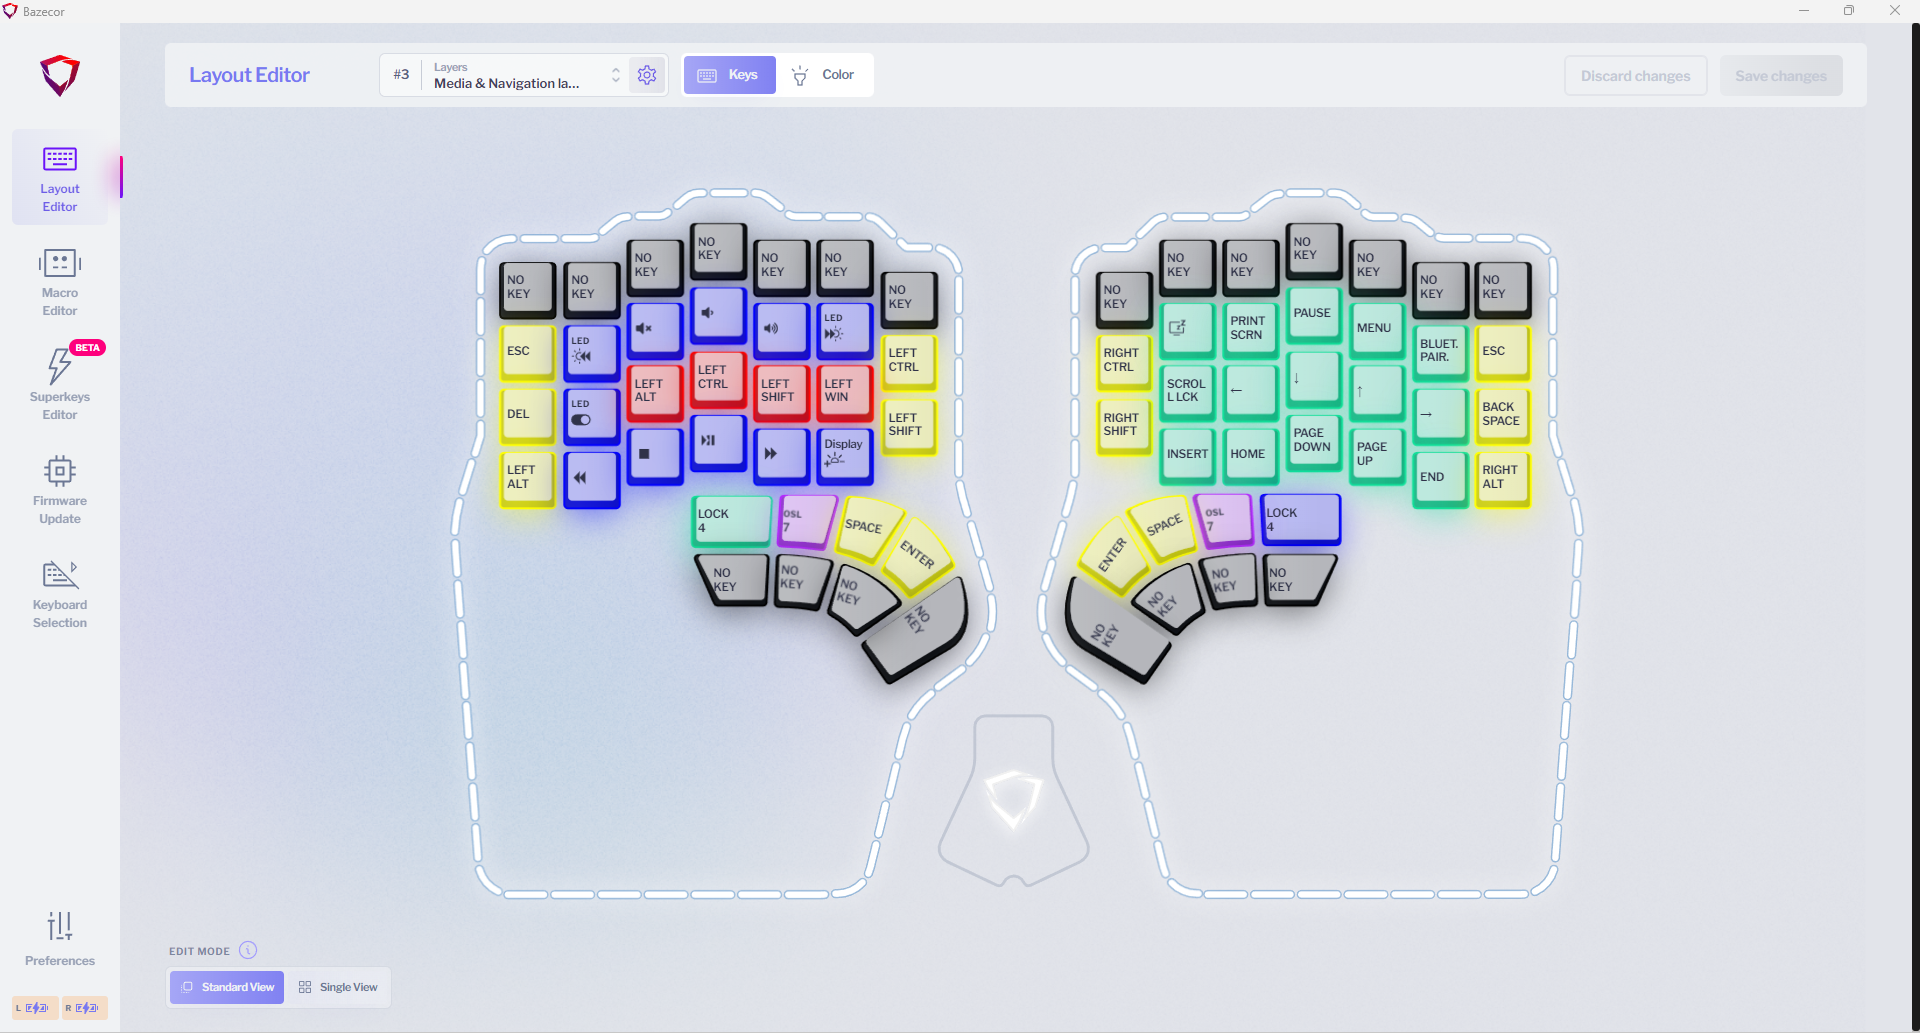 Bazecor
Layout Editor
#3
Layers
Media & Navigation la...
Keys
Color
Discard changes
Save changes
Layout
Editor
Macro
Editor
BETA
Superkeys
Editor
Firmware
Update
Keyboard
Selection
Preferences
L
R
NO
KEY
NO
KEY
NO
KEY
NO
KEY
NO
KEY
NO
KEY
NO
KEY
ESC
LED
LED
LEFT
CTRL
DEL
LED
LEFT
ALT
LEFT
CTRL
LEFT
SHIFT
LEFT
WIN
LEFT
SHIFT
LEFT
ALT
Display
LOCK
4
OSL
7
SPACE
ENTER
NO
KEY
NO
KEY
NO
KEY
NO
KEY
NO
KEY
NO
KEY
NO
KEY
NO
KEY
NO
KEY
NO
KEY
NO
KEY
RIGHT
CTRL
PRINT
SCRN
PAUSE
MENU
BLUET.
PAIR.
ESC
RIGHT
SHIFT
SCROL
L LCK
←
↓
↑
→
BACK
SPACE
INSERT
HOME
PAGE
DOWN
PAGE
UP
END
RIGHT
ALT
ENTER
SPACE
OSL
7
LOCK
4
NO
KEY
NO
KEY
NO
KEY
NO
KEY
EDIT MODE
Standard View
Single View